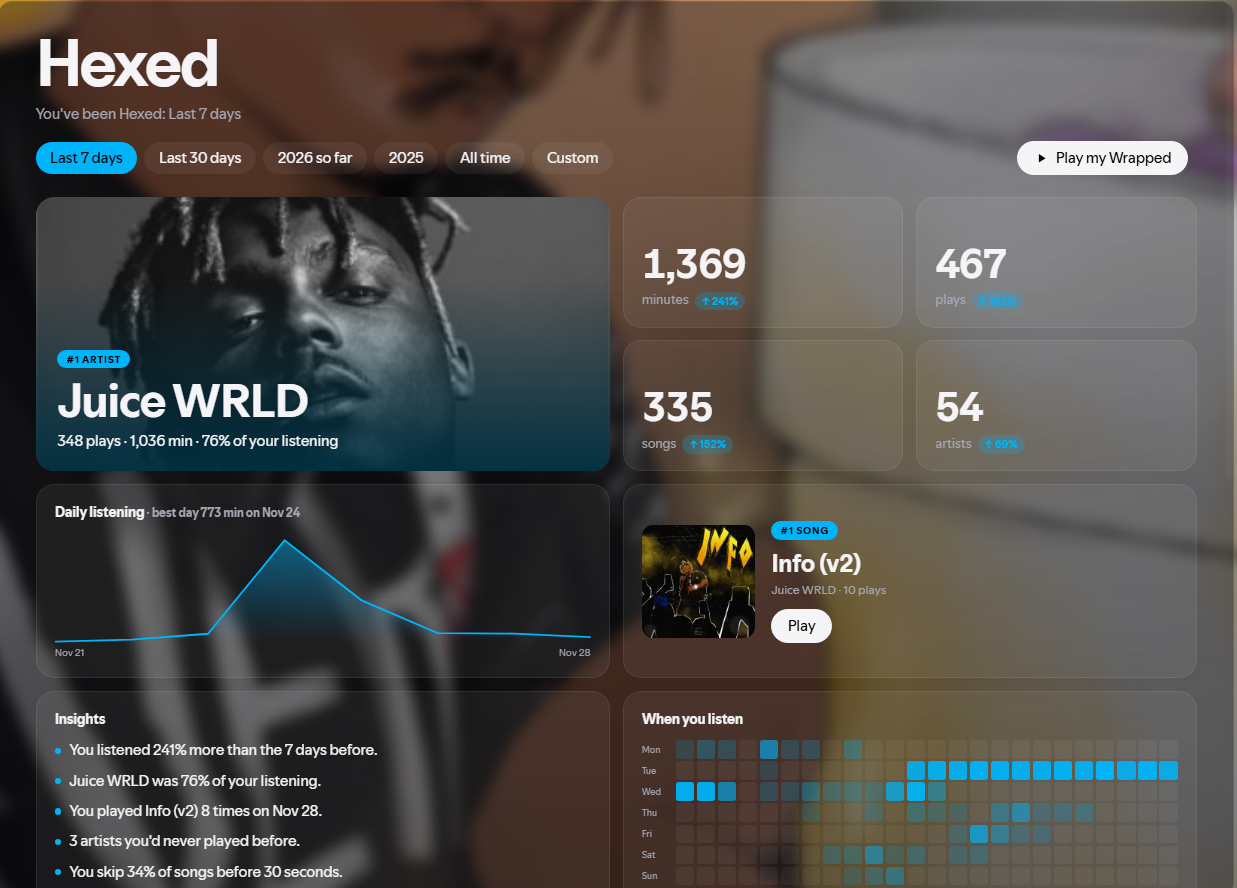 Hexed
You've been Hexed: Last 7 days
Last 7 days
Last 30 days
2026 so far
2025
All time
Custom
Play my Wrapped
#1 ARTIST
Juice WRLD
348 plays · 1,036 min · 76% of your listening
1,369
minutes ↑ 241%
467
plays
335
songs ↑ 152%
54
artists ↑ 69%
Daily listening · best day 773 min on Nov 24
Nov 21
Nov 28
INFO
#1 SONG
Info (v2)
Juice WRLD · 10 plays
Play
Insights
You listened 241% more than the 7 days before.
Juice WRLD was 76% of your listening.
You played Info (v2) 8 times on Nov 28.
3 artists you'd never played before.
You skip 34% of songs before 30 seconds.
When you listen
Mon
Tue
Wed
Thu
Fri
Sat
Sun